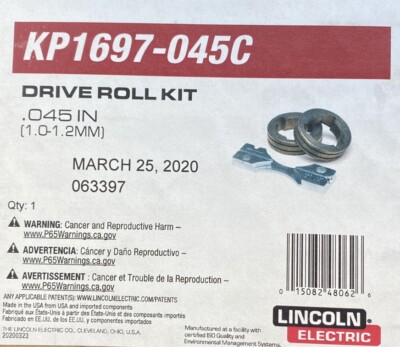 KP1697-045C
DRIVE ROLL KIT
.045 IN
(1.0-1.2MM)
MARCH 25, 2020
063397
Qty: 1
WARNING: Cancer and Reproductive Harm –
www.P65Warnings.ca.gov
ADVERTENCIA: Cáncer y Daño Reproductivo –
www.P65Warnings.ca.gov
AVERTISSEMENT : Cancer et Trouble de la Reproduction –
www.P65Warnings.ca.gov
ANY APPLICABLE PATENTS: WWW.LINCOLNELECTRIC.COM/PATENTS
Made in the USA from USA and imported components
Fabriqué aux États-Unis à partir des États-Unis et composants importés
Fabricado en EE.UU. de los EE.UU. y componentes importados
THE LINCOLN ELECTRIC CO., CLEVELAND, OHIO, U.S.A.
20200323
Manufactured at a facility with
certified ISO Quality and
Environmental Management Systems.
0 15082 48062 6
LINCOLN
ELECTRIC